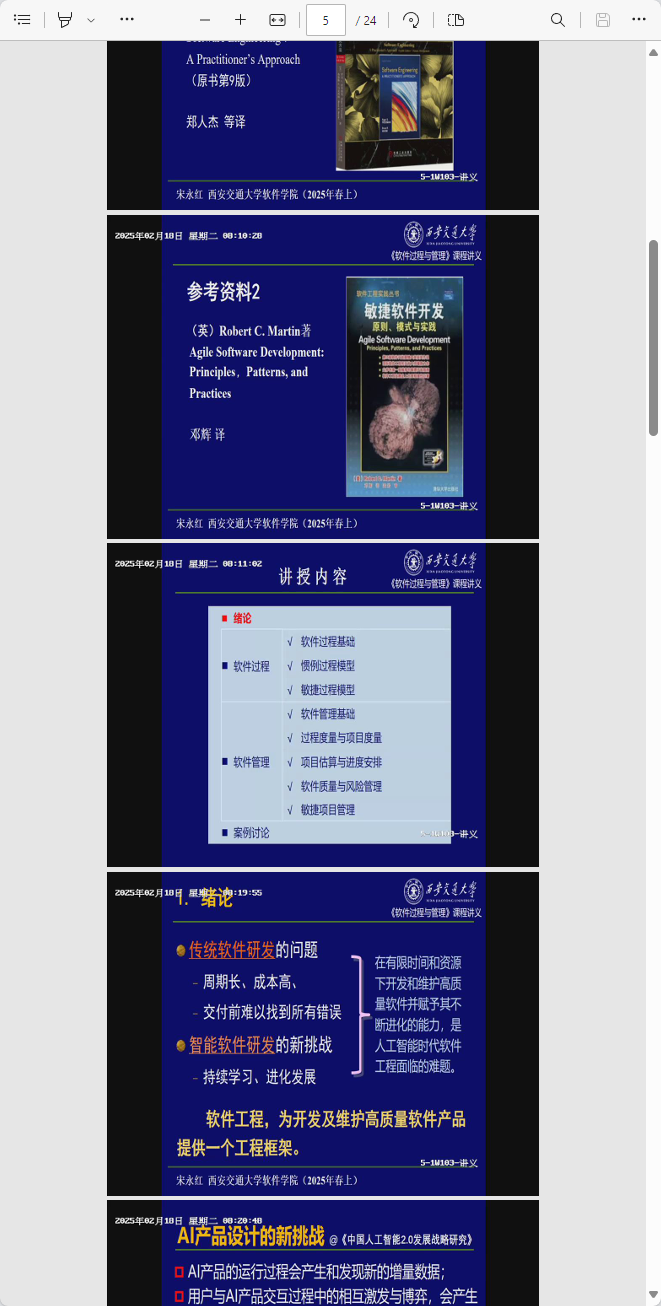 5 / 24
A Practitioner's Approach
（原书第9版）
郑人杰 等译
Software Engineering
5-1W103-讲义
宋永红 西安交通大学软件学院（2025年春上）
2025年02月18日 星期二 08:10:28
西安交通大学
《软件过程与管理》课程讲义
参考资料2
（英）Robert C. Martin著
Agile Software Development:
Principles，Patterns, and
Practices
邓辉 译
软件工程实践丛书
敏捷软件开发
原则、模式与实践
Agile Software Development
Principles, Patterns, and Practices
5-1W103-讲义
宋永红 西安交通大学软件学院（2025年春上）
2025年02月18日 星期二 08:11:02
西安交通大学
讲 授 内 容
《软件过程与管理》课程讲义
■ 绪论
√ 软件过程基础
■ 软件过程 √ 惯例过程模型
√ 敏捷过程模型
√ 软件管理基础
√ 过程度量与项目度量
■ 软件管理 √ 项目估算与进度安排
√ 软件质量与风险管理
√ 敏捷项目管理
■ 案例讨论
5-1W103-讲义
2025年02月18日 星期二 08:19:55
西安交通大学
1. 绪论
《软件过程与管理》课程讲义
传统软件研发的问题
– 周期长、成本高、
– 交付前难以找到所有错误
智能软件研发的新挑战
– 持续学习、进化发展
在有限时间和资源
下开发和维护高质
量软件并赋予其不
断进化的能力，是
人工智能时代软件
工程面临的难题。
软件工程，为开发及维护高质量软件产品
提供一个工程框架。
5-1W103-讲义
宋永红 西安交通大学软件学院（2025年春上）
2025年02月18日 星期二 08:20:48
AI产品设计的新挑战 @《中国人工智能2.0发展战略研究》
AI产品的运行过程会产生和发现新的增量数据；
用户与AI产品交互过程中的相互激发与博弈，会产生